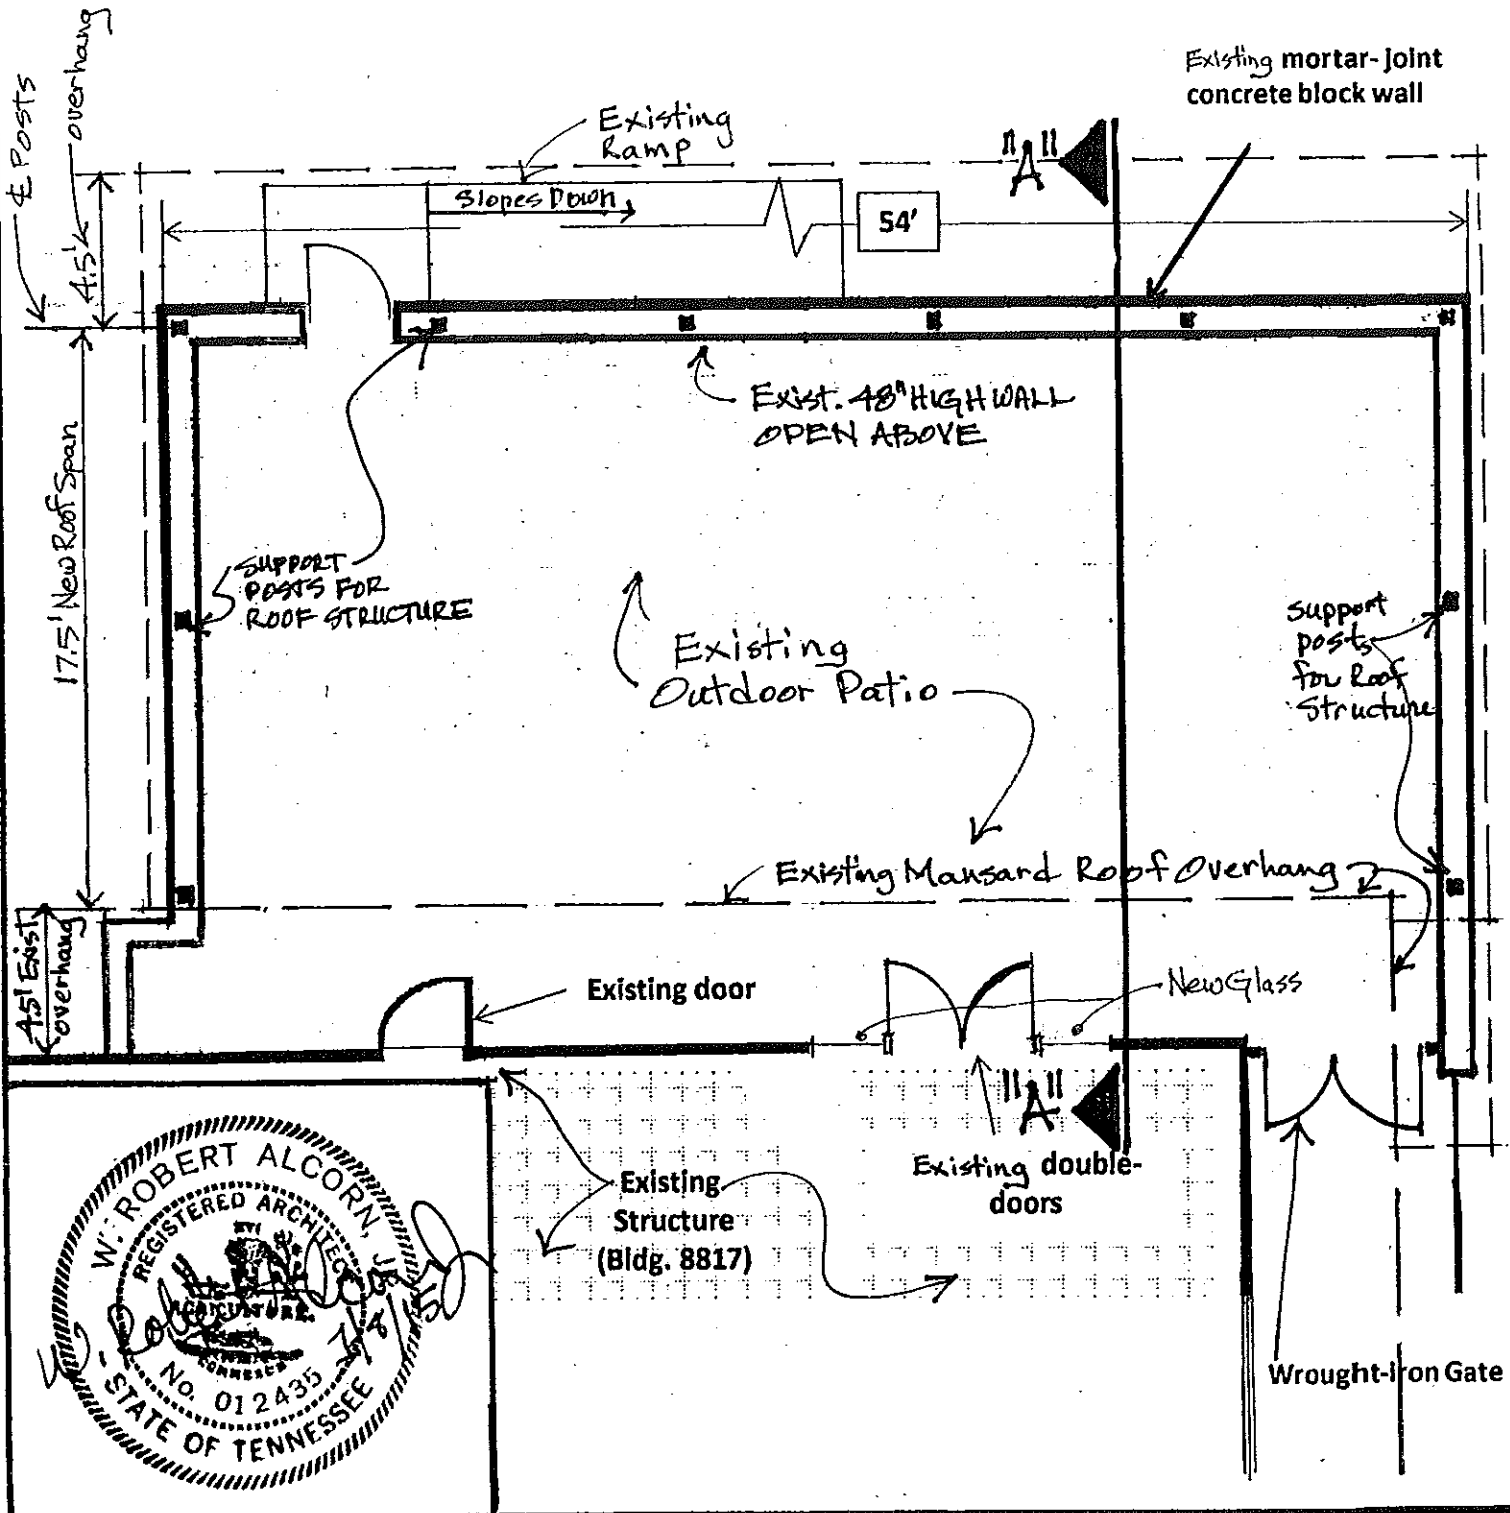 ℄ Posts
4.5' overhang
Existing
Ramp
Slopes Down
54'
"A"
Existing mortar-joint
concrete block wall
Exist. 48" HIGH WALL
OPEN ABOVE
17.5' New Roof Span
SUPPORT
POSTS FOR
ROOF STRUCTURE
Existing
Outdoor Patio
Support
posts
for Roof
Structure
Existing Mansard Roof Overhang
4.5' Exist
overhang
Existing door
New Glass
"A"
Existing double-
doors
Existing
Structure
(Bldg. 8817)
Wrought-Iron Gate
W. ROBERT ALCORN, JR.
REGISTERED ARCHITECT
AGRICULTURE
COMMERCE
No. 012435
STATE OF TENNESSEE